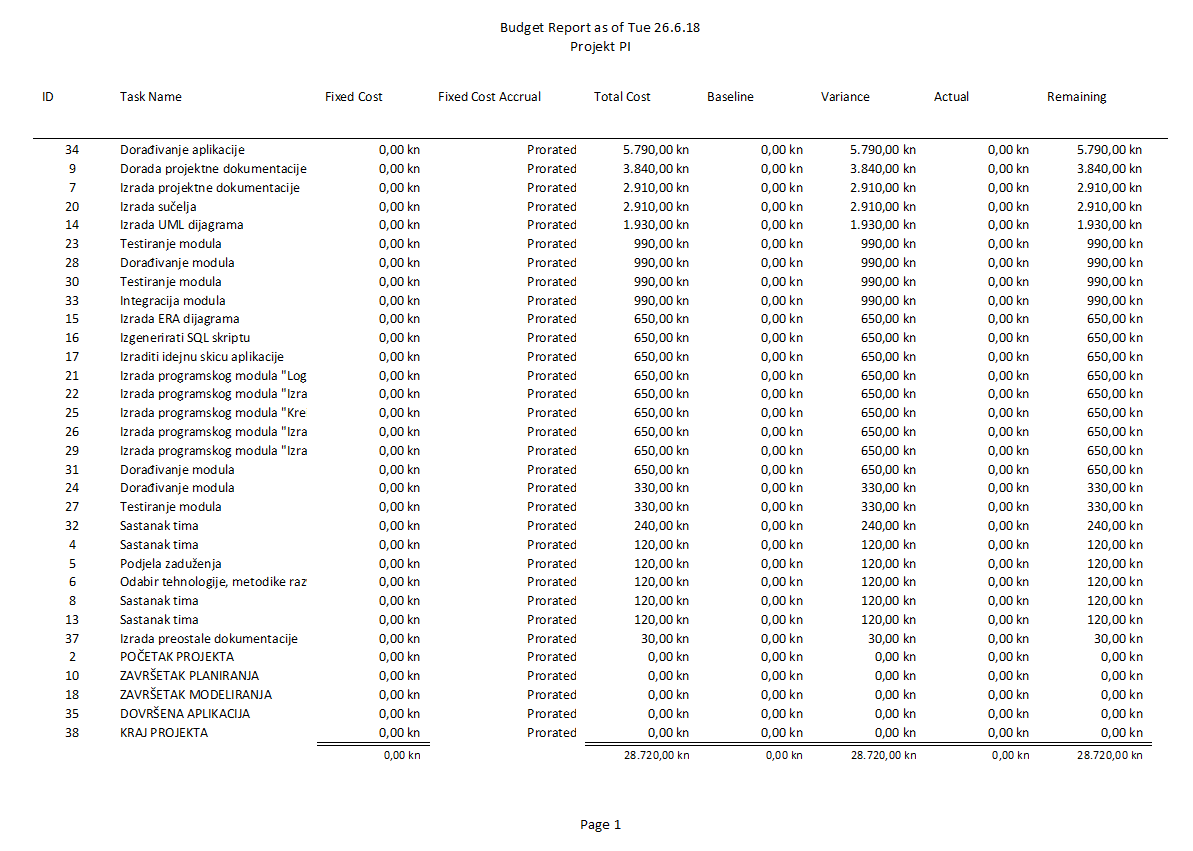 Budget Report as of Tue 26.6.18
Projekt PI
ID Task Name Fixed Cost Fixed Cost Accrual Total Cost Baseline Variance Actual Remaining
34 Dorađivanje aplikacije 0,00 kn Prorated 5.790,00 kn 0,00 kn 5.790,00 kn 0,00 kn 5.790,00 kn
9 Dorada projektne dokumentacije 0,00 kn Prorated 3.840,00 kn 0,00 kn 3.840,00 kn 0,00 kn 3.840,00 kn
7 Izrada projektne dokumentacije 0,00 kn Prorated 2.910,00 kn 0,00 kn 2.910,00 kn 0,00 kn 2.910,00 kn
20 Izrada sučelja 0,00 kn Prorated 2.910,00 kn 0,00 kn 2.910,00 kn 0,00 kn 2.910,00 kn
14 Izrada UML dijagrama 0,00 kn Prorated 1.930,00 kn 0,00 kn 1.930,00 kn 0,00 kn 1.930,00 kn
23 Testiranje modula 0,00 kn Prorated 990,00 kn 0,00 kn 990,00 kn 0,00 kn 990,00 kn
28 Dorađivanje modula 0,00 kn Prorated 990,00 kn 0,00 kn 990,00 kn 0,00 kn 990,00 kn
30 Testiranje modula 0,00 kn Prorated 990,00 kn 0,00 kn 990,00 kn 0,00 kn 990,00 kn
33 Integracija modula 0,00 kn Prorated 990,00 kn 0,00 kn 990,00 kn 0,00 kn 990,00 kn
15 Izrada ERA dijagrama 0,00 kn Prorated 650,00 kn 0,00 kn 650,00 kn 0,00 kn 650,00 kn
16 Izgenerirati SQL skriptu 0,00 kn Prorated 650,00 kn 0,00 kn 650,00 kn 0,00 kn 650,00 kn
17 Izraditi idejnu skicu aplikacije 0,00 kn Prorated 650,00 kn 0,00 kn 650,00 kn 0,00 kn 650,00 kn
21 Izrada programskog modula "Log 0,00 kn Prorated 650,00 kn 0,00 kn 650,00 kn 0,00 kn 650,00 kn
22 Izrada programskog modula "Izra 0,00 kn Prorated 650,00 kn 0,00 kn 650,00 kn 0,00 kn 650,00 kn
25 Izrada programskog modula "Kre 0,00 kn Prorated 650,00 kn 0,00 kn 650,00 kn 0,00 kn 650,00 kn
26 Izrada programskog modula "Izra 0,00 kn Prorated 650,00 kn 0,00 kn 650,00 kn 0,00 kn 650,00 kn
29 Izrada programskog modula "Izra 0,00 kn Prorated 650,00 kn 0,00 kn 650,00 kn 0,00 kn 650,00 kn
31 Dorađivanje modula 0,00 kn Prorated 650,00 kn 0,00 kn 650,00 kn 0,00 kn 650,00 kn
24 Dorađivanje modula 0,00 kn Prorated 330,00 kn 0,00 kn 330,00 kn 0,00 kn 330,00 kn
27 Testiranje modula 0,00 kn Prorated 330,00 kn 0,00 kn 330,00 kn 0,00 kn 330,00 kn
32 Sastanak tima 0,00 kn Prorated 240,00 kn 0,00 kn 240,00 kn 0,00 kn 240,00 kn
4 Sastanak tima 0,00 kn Prorated 120,00 kn 0,00 kn 120,00 kn 0,00 kn 120,00 kn
5 Podjela zaduženja 0,00 kn Prorated 120,00 kn 0,00 kn 120,00 kn 0,00 kn 120,00 kn
6 Odabir tehnologije, metodike raz 0,00 kn Prorated 120,00 kn 0,00 kn 120,00 kn 0,00 kn 120,00 kn
8 Sastanak tima 0,00 kn Prorated 120,00 kn 0,00 kn 120,00 kn 0,00 kn 120,00 kn
13 Sastanak tima 0,00 kn Prorated 120,00 kn 0,00 kn 120,00 kn 0,00 kn 120,00 kn
37 Izrada preostale dokumentacije 0,00 kn Prorated 30,00 kn 0,00 kn 30,00 kn 0,00 kn 30,00 kn
2 POČETAK PROJEKTA 0,00 kn Prorated 0,00 kn 0,00 kn 0,00 kn 0,00 kn 0,00 kn
10 ZAVRŠETAK PLANIRANJA 0,00 kn Prorated 0,00 kn 0,00 kn 0,00 kn 0,00 kn 0,00 kn
18 ZAVRŠETAK MODELIRANJA 0,00 kn Prorated 0,00 kn 0,00 kn 0,00 kn 0,00 kn 0,00 kn
35 DOVRŠENA APLIKACIJA 0,00 kn Prorated 0,00 kn 0,00 kn 0,00 kn 0,00 kn 0,00 kn
38 KRAJ PROJEKTA 0,00 kn Prorated 0,00 kn 0,00 kn 0,00 kn 0,00 kn 0,00 kn
0,00 kn 28.720,00 kn 0,00 kn 28.720,00 kn 0,00 kn 28.720,00 kn
Page 1